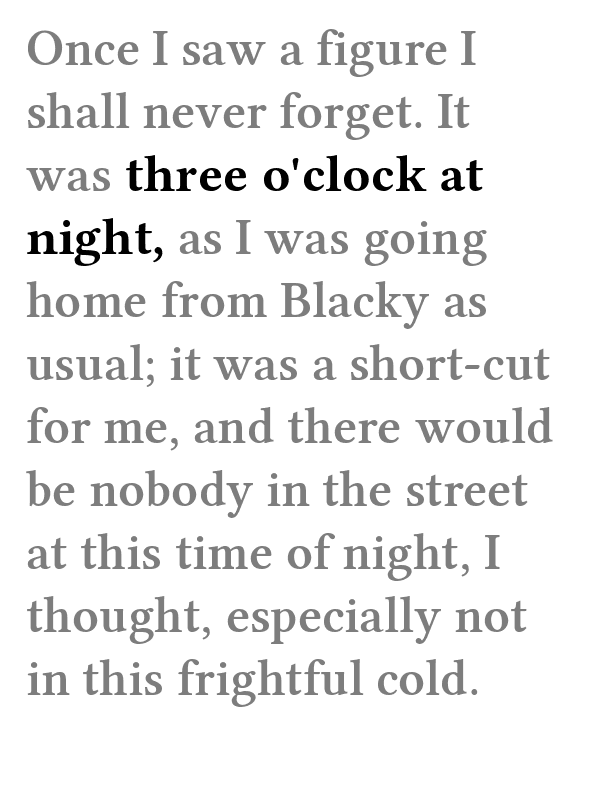 Once I saw a figure I
shall never forget. It
was three o'clock at
night, as I was going
home from Blacky as
usual; it was a short-cut
for me, and there would
be nobody in the street
at this time of night, I
thought, especially not
in this frightful cold.